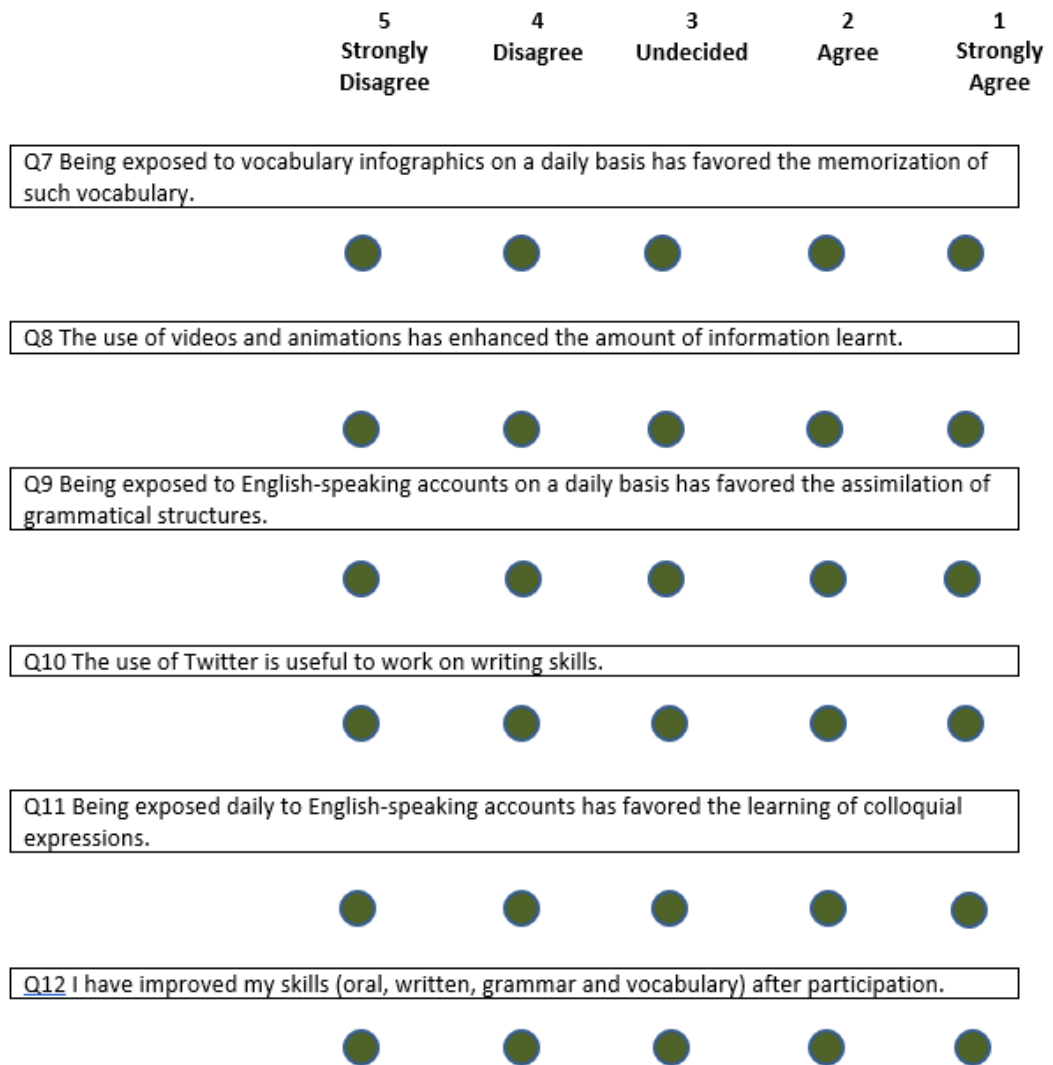 5 4 3 2 1
Strongly Disagree Undecided Agree Strongly
Disagree Agree
Q7 Being exposed to vocabulary infographics on a daily basis has favored the memorization of
such vocabulary.
Q8 The use of videos and animations has enhanced the amount of information learnt.
Q9 Being exposed to English-speaking accounts on a daily basis has favored the assimilation of
grammatical structures.
Q10 The use of Twitter is useful to work on writing skills.
Q11 Being exposed daily to English-speaking accounts has favored the learning of colloquial
expressions.
Q12 I have improved my skills (oral, written, grammar and vocabulary) after participation.